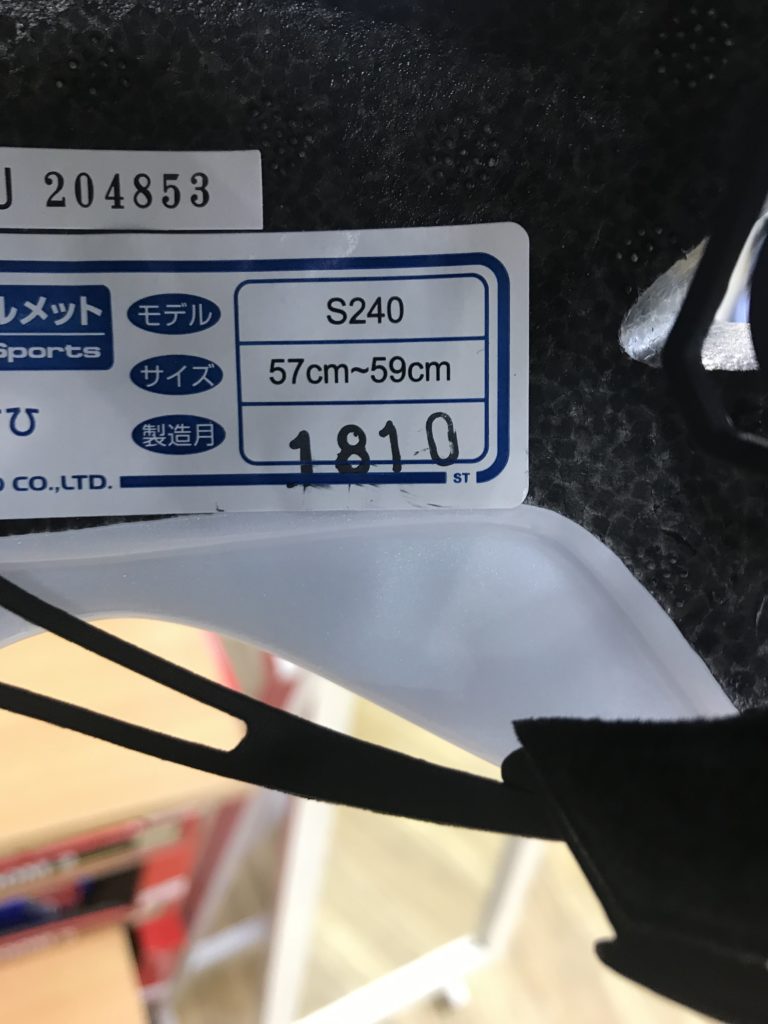 204853
ルメット
Sports
モデル S240
サイズ 57cm~59cm
製造月 1810
CO.,LTD.
ST